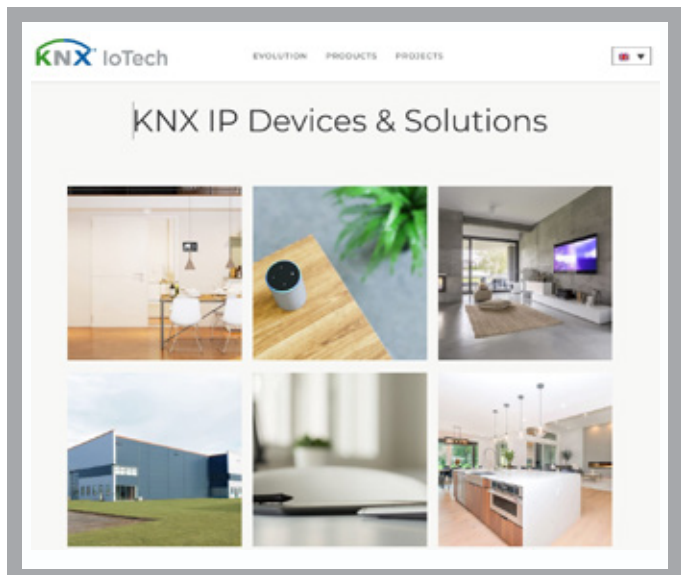 KNX IoTech
EVOLUTION PRODUCTS PROJECTS
KNX IP Devices & Solutions